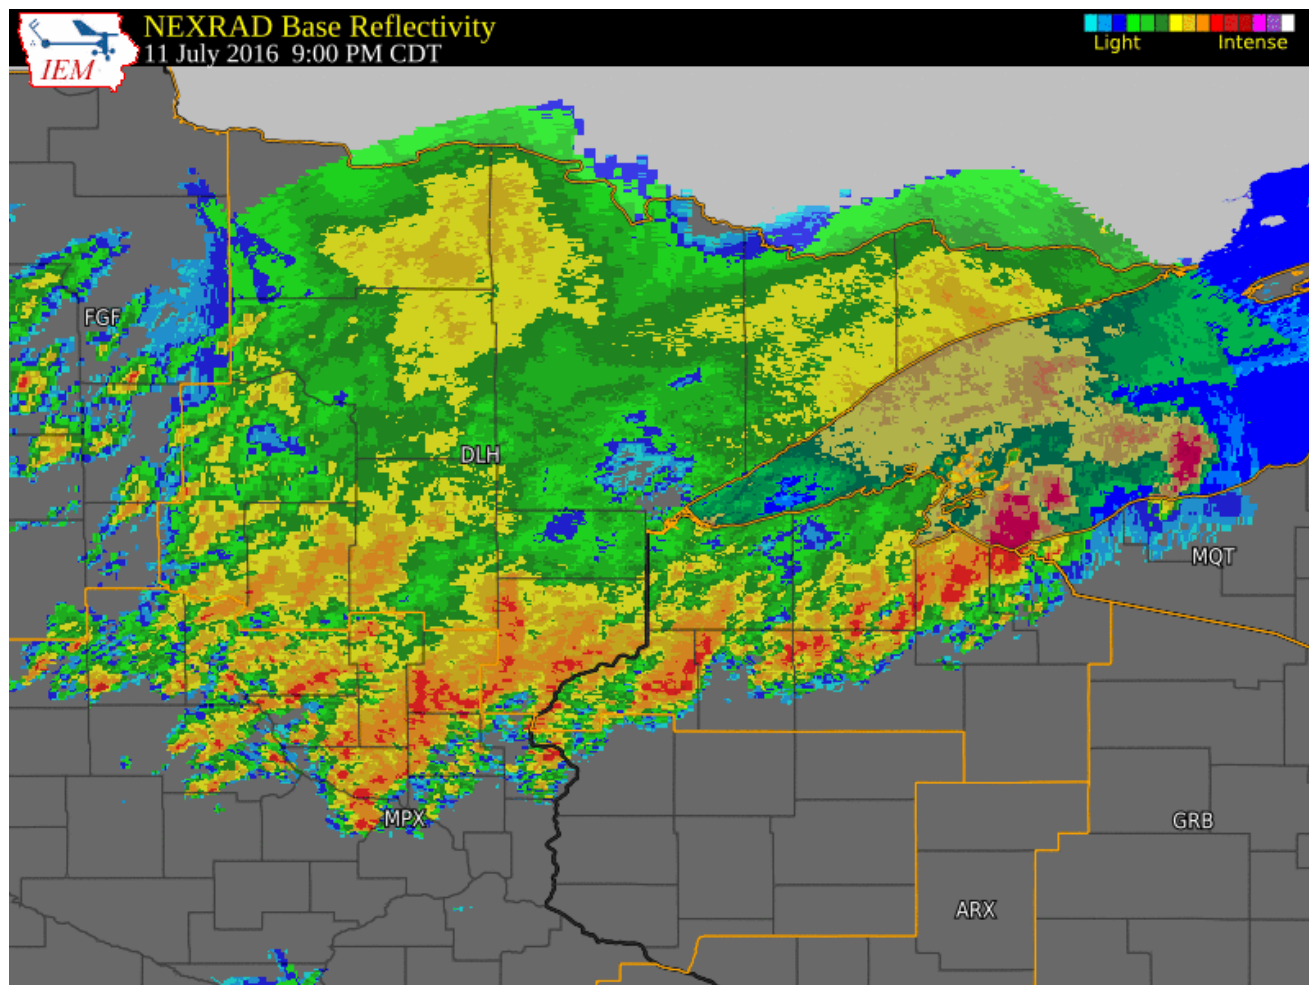 NEXRAD Base Reflectivity
11 July 2016 9:00 PM CDT
IEM
Light Intense
FGF
DLH
MQT
MPX
GRB
ARX